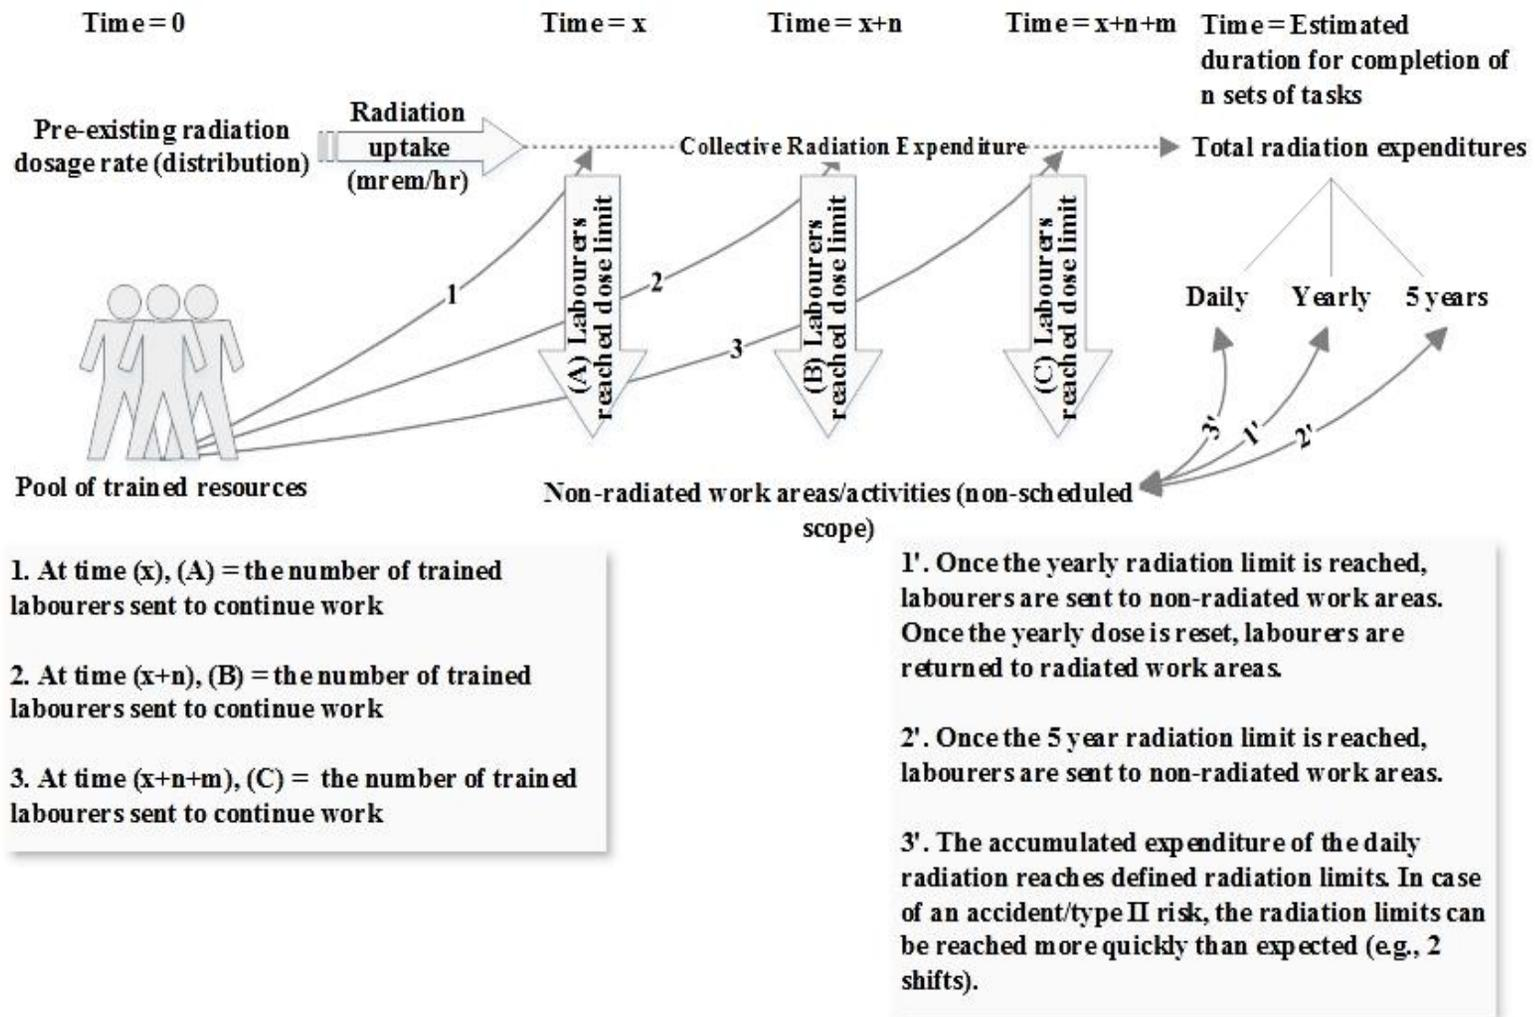 Time = 0
Time = x
Time = x+n
Time = x+n+m
Time = Estimated
duration for completion of
n sets of tasks
Pre-existing radiation
dosage rate (distribution)
Radiation
uptake
(mrem/hr)
Collective Radiation Expenditure
Total radiation expenditures
(A) Labourers
reached dose limit
(B) Labourers
reached dose limit
(C) Labourers
reached dose limit
1
2
3
Daily
Yearly
5 years
3'
1'
2'
Pool of trained resources
Non-radiated work areas/activities (non-scheduled
scope)
1. At time (x), (A) = the number of trained
labourers sent to continue work
2. At time (x+n), (B) = the number of trained
labourers sent to continue work
3. At time (x+n+m), (C) = the number of trained
labourers sent to continue work
1'. Once the yearly radiation limit is reached,
labourers are sent to non-radiated work areas.
Once the yearly dose is reset, labourers are
returned to radiated work areas.
2'. Once the 5 year radiation limit is reached,
labourers are sent to non-radiated work areas.
3'. The accumulated expenditure of the daily
radiation reaches defined radiation limits. In case
of an accident/type II risk, the radiation limits can
be reached more quickly than expected (e.g., 2
shifts).